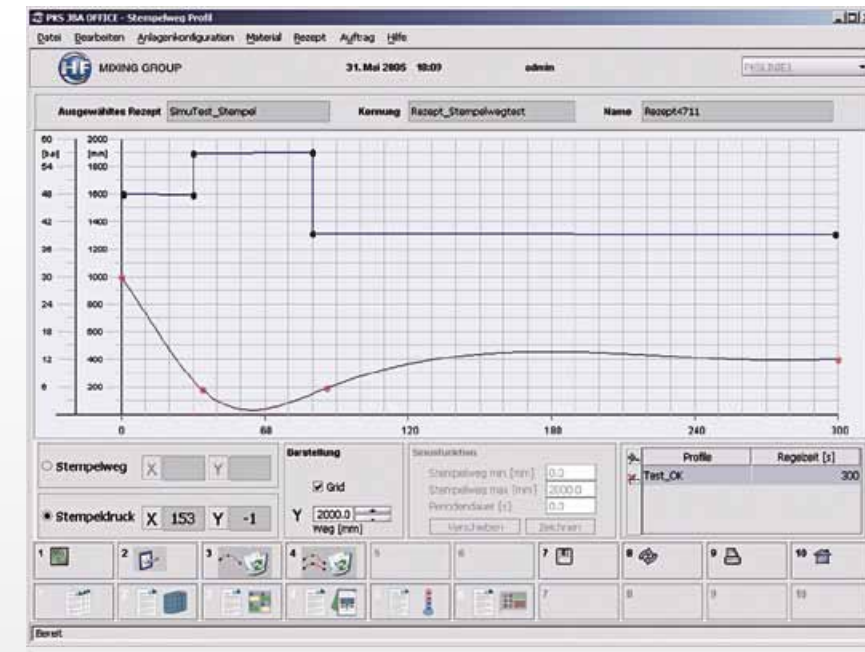 PKS JBA OFFICE - Stempelweg Profil
Datei Bearbeiten Anlagenkonfiguration Material Rezept Auftrag Hilfe
HF MIXING GROUP 31. Mai 2005 admin
Ausgewähltes Rezept SimuTest_Stempel Kennung Rezept_Stempelwegtest Name Rezept4711
60 2000
[bar] [mm]
54 1800
48 1600
42 1400
36 1200
30 1000
24 800
18 600
12 400
6 200
0 60 120 180 240 300
Stempelweg X Y
Stempeldruck X 153 Y -1
Darstellung
Grid
Y 2000.0
Weg [mm]
Sinusfunktion
Stempelweg min [mm] 0.0
Stempelweg max [mm] 2000.0
Periodendauer [s] 0.0
Verschieben Zeichnen
Profile Regelzeit [s]
Test_OK 300
1 2 3 4 5 6 7 8 9 10
7 8 9 10
Bereit